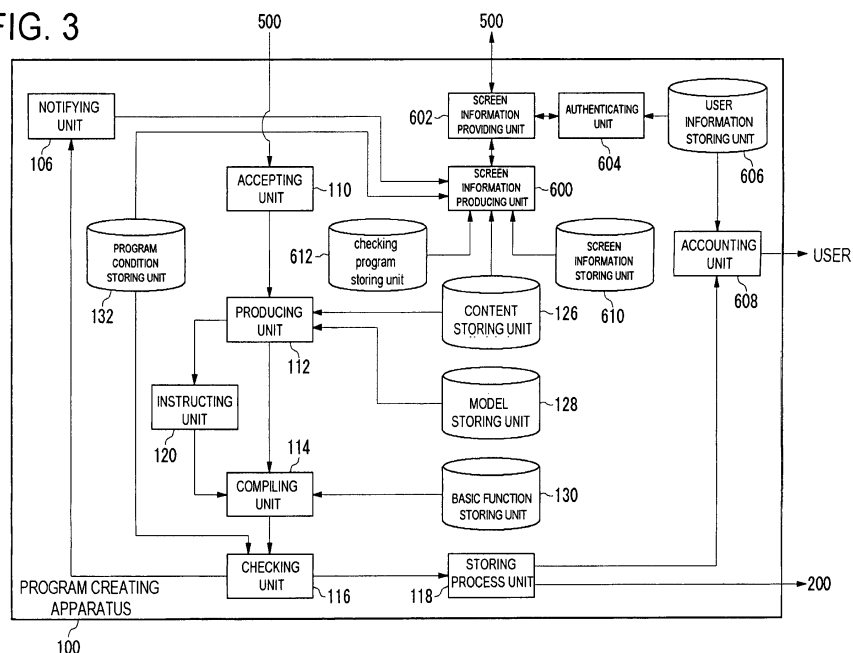 FIG. 3
500
500
NOTIFYING
UNIT
106
SCREEN
INFORMATION
PROVIDING UNIT
602
AUTHENTICATING
UNIT
604
USER
INFORMATION
STORING UNIT
606
ACCEPTING
UNIT
110
SCREEN
INFORMATION
PRODUCING UNIT
600
PROGRAM
CONDITION
STORING UNIT
132
612
checking
program
storing unit
SCREEN
INFORMATION
STORING UNIT
610
ACCOUNTING
UNIT
608
USER
PRODUCING
UNIT
112
CONTENT
STORING UNIT
126
INSTRUCTING
UNIT
120
MODEL
STORING UNIT
128
114
COMPILING
UNIT
BASIC FUNCTION
STORING UNIT
130
CHECKING
UNIT
116
STORING
PROCESS UNIT
118
200
PROGRAM CREATING
APPARATUS
100